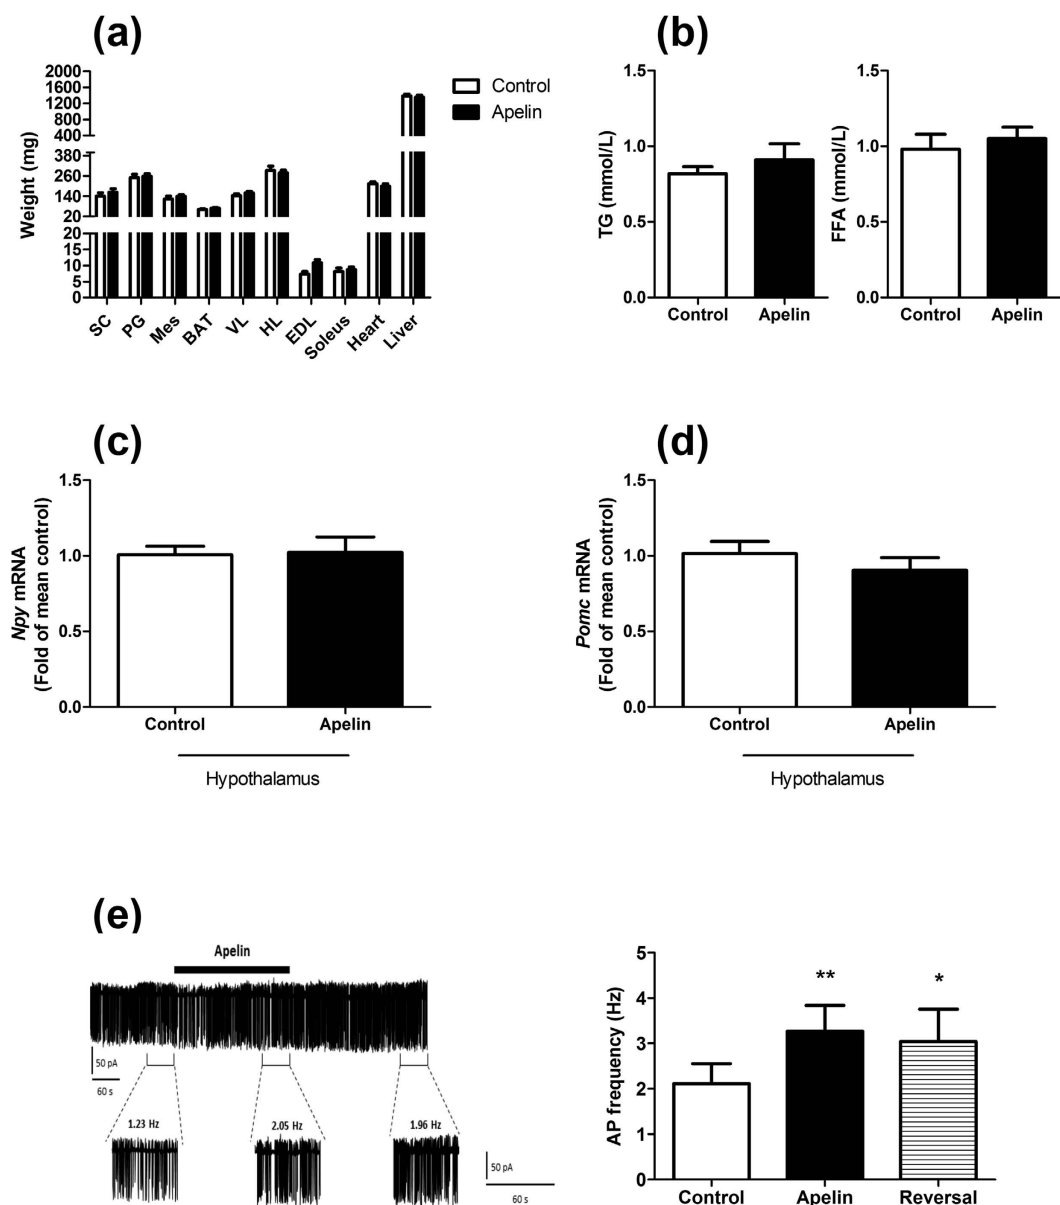 (a)
Weight (mg)
2000
1600
1200
800
400
380
260
140
20
20
15
10
5
0
SC
PG
Mes
BAT
VL
HL
EDL
Soleus
Heart
Liver
Control
Apelin
(b)
TG (mmol/L)
1.5
1.0
0.5
0.0
Control
Apelin
FFA (mmol/L)
1.5
1.0
0.5
0.0
Control
Apelin
(c)
Npy mRNA
(Fold of mean control)
1.5
1.0
0.5
0.0
Control
Apelin
Hypothalamus
(d)
Pomc mRNA
(Fold of mean control)
1.5
1.0
0.5
0.0
Control
Apelin
Hypothalamus
(e)
Apelin
50 pA
60 s
1.23 Hz
2.05 Hz
1.96 Hz
50 pA
60 s
AP frequency (Hz)
5
4
3
2
1
0
**
*
Control
Apelin
Reversal